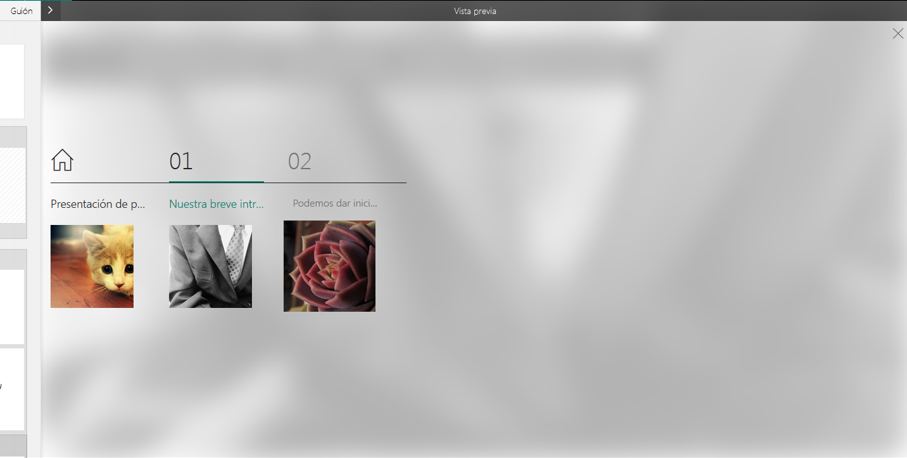 Guión
Vista previa
01
02
Presentación de p...
Nuestra breve intr...
Podemos dar inici...